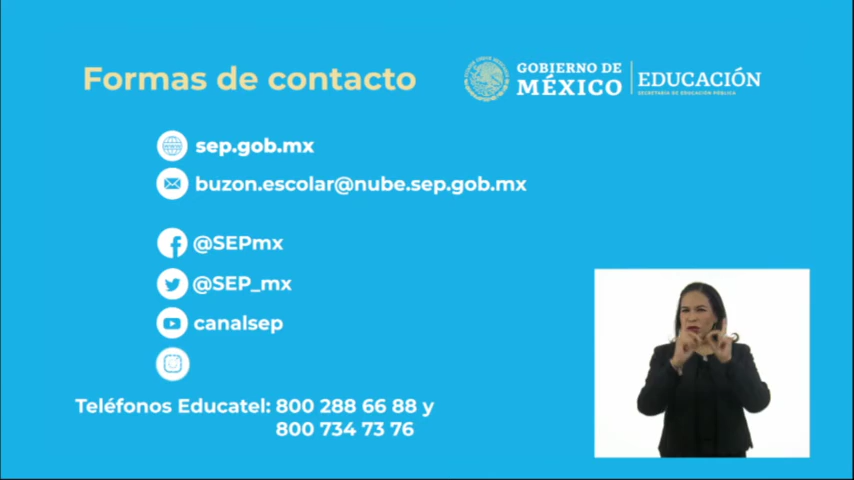 Formas de contacto
GOBIERNO DE
MÉXICO
EDUCACIÓN
SECRETARÍA DE EDUCACIÓN PÚBLICA
sep.gob.mx
buzon.escolar@nube.sep.gob.mx
@SEPmx
@SEP_mx
canalsep
Teléfonos Educatel: 800 288 66 88 y
800 734 73 76